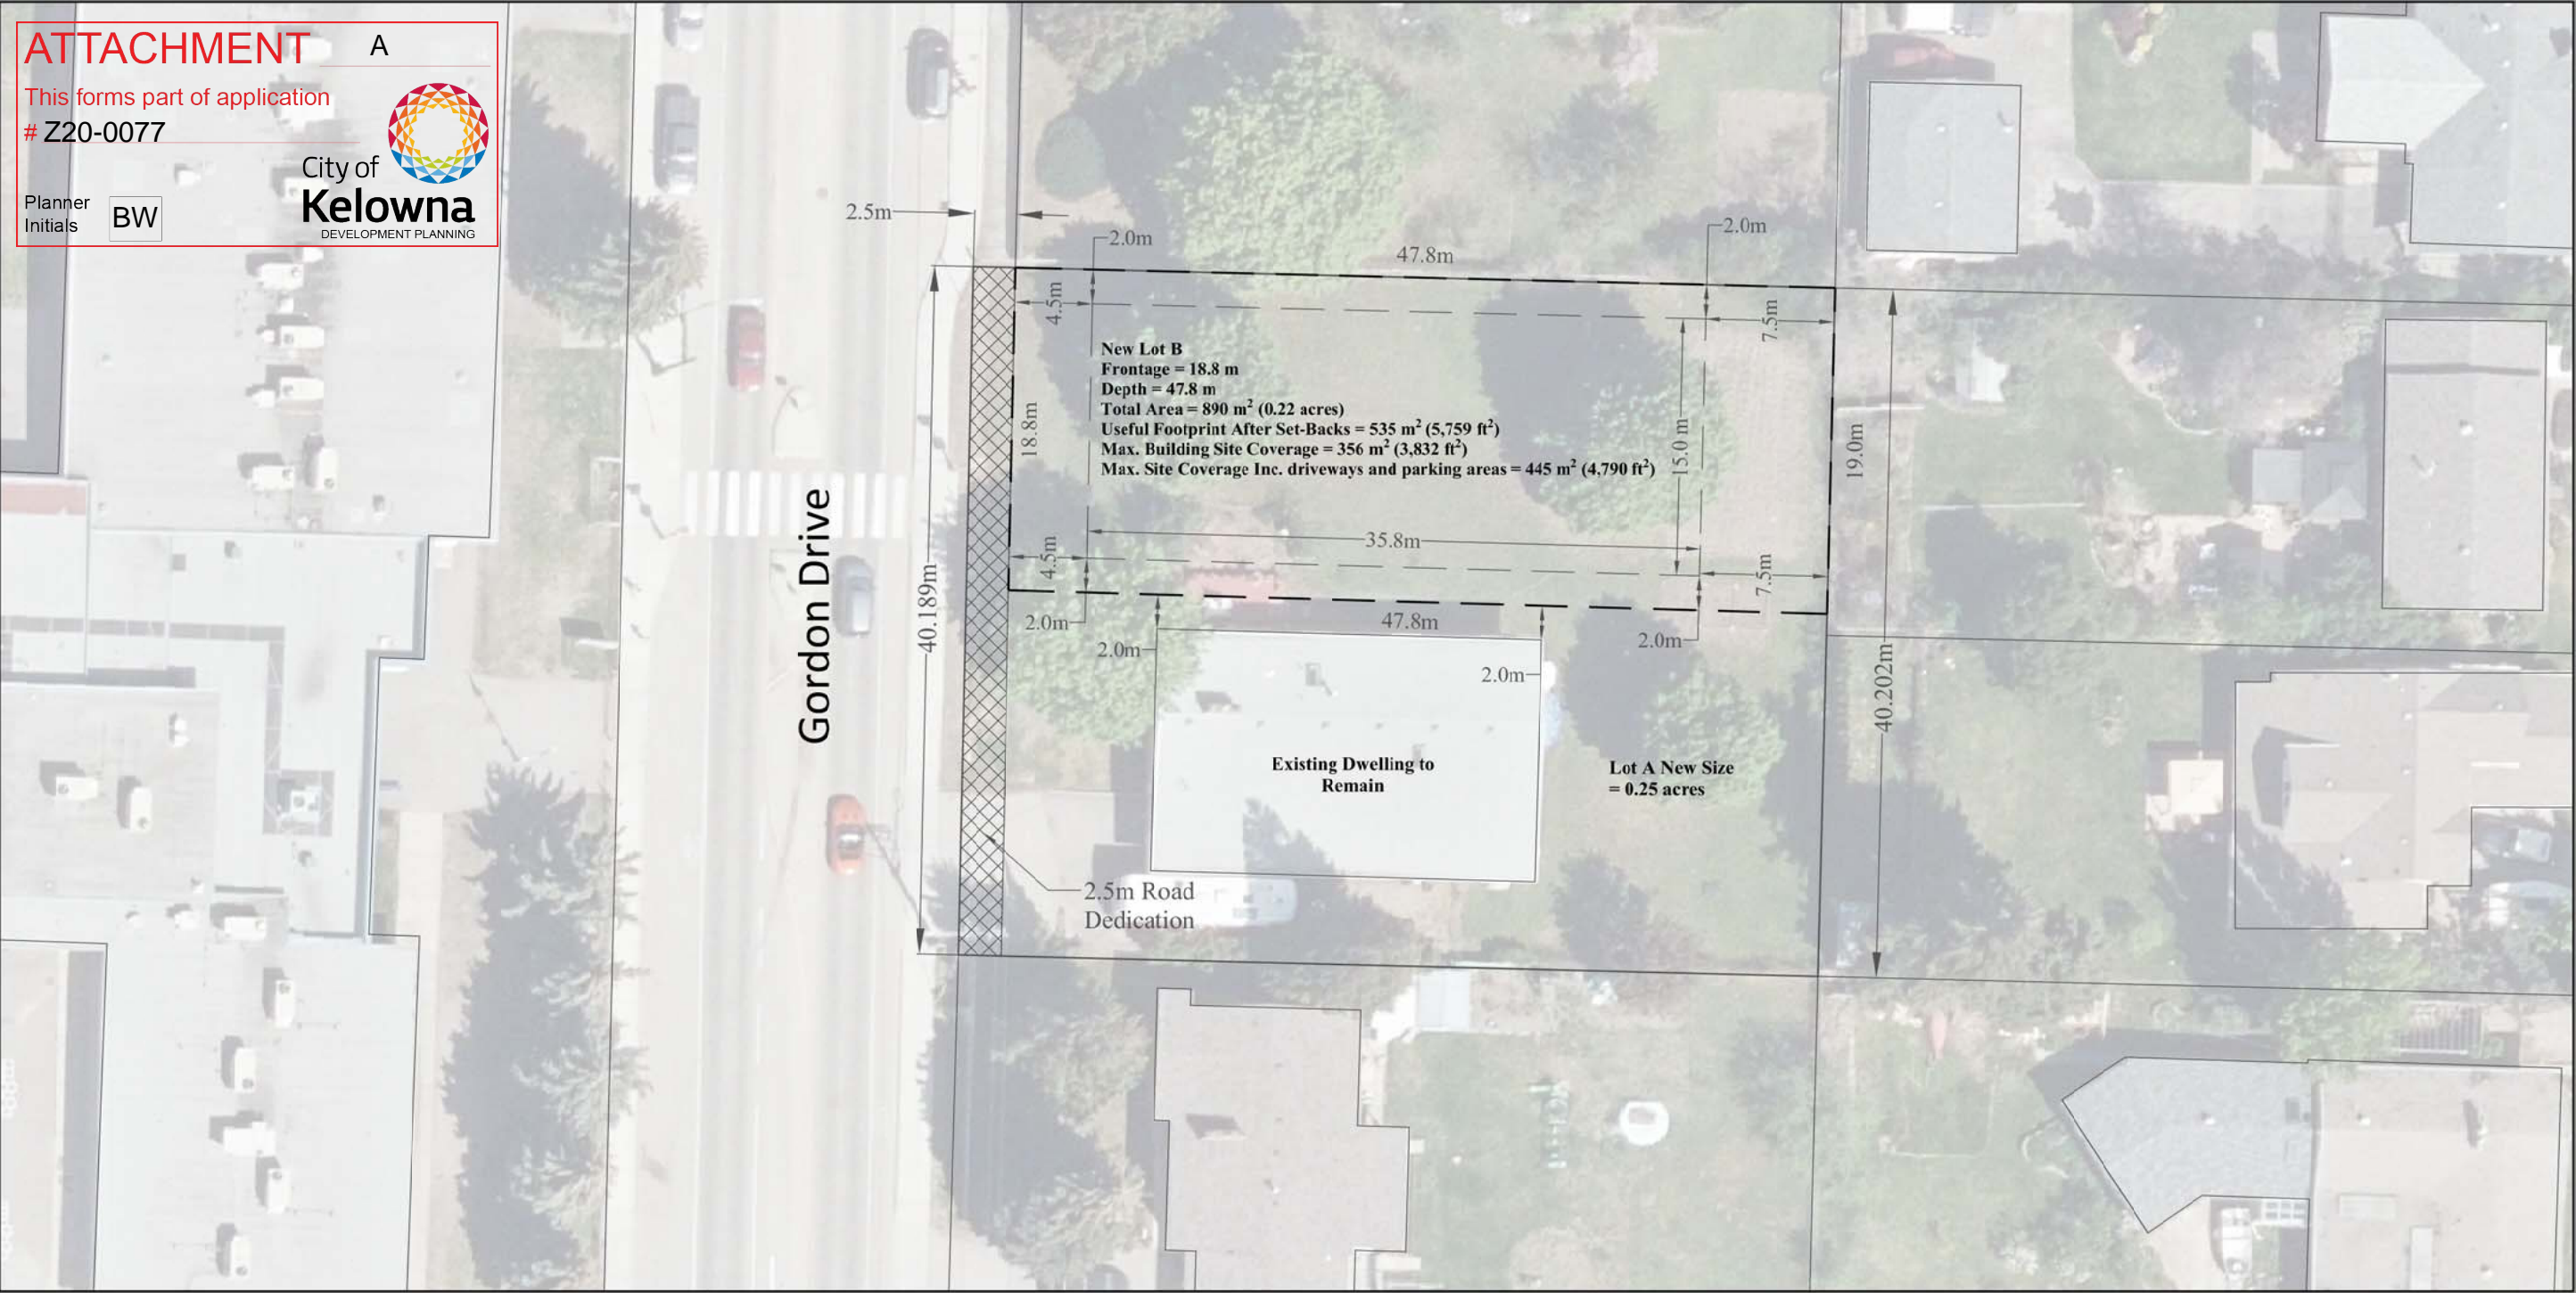 ATTACHMENT A
This forms part of application
# Z20-0077
City of
Kelowna
DEVELOPMENT PLANNING
Planner
Initials
BW
2.5m
2.0m
47.8m
2.0m
4.5m
7.5m
New Lot B
Frontage = 18.8 m
Depth = 47.8 m
Total Area = 890 m² (0.22 acres)
Useful Footprint After Set-Backs = 535 m² (5,759 ft²)
Max. Building Site Coverage = 356 m² (3,832 ft²)
Max. Site Coverage Inc. driveways and parking areas = 445 m² (4,790 ft²)
18.8m
15.0 m
19.0m
Gordon Drive
40.189m
35.8m
4.5m
7.5m
2.0m
47.8m
2.0m
2.0m
2.0m
40.202m
Existing Dwelling to
Remain
Lot A New Size
= 0.25 acres
2.5m Road
Dedication